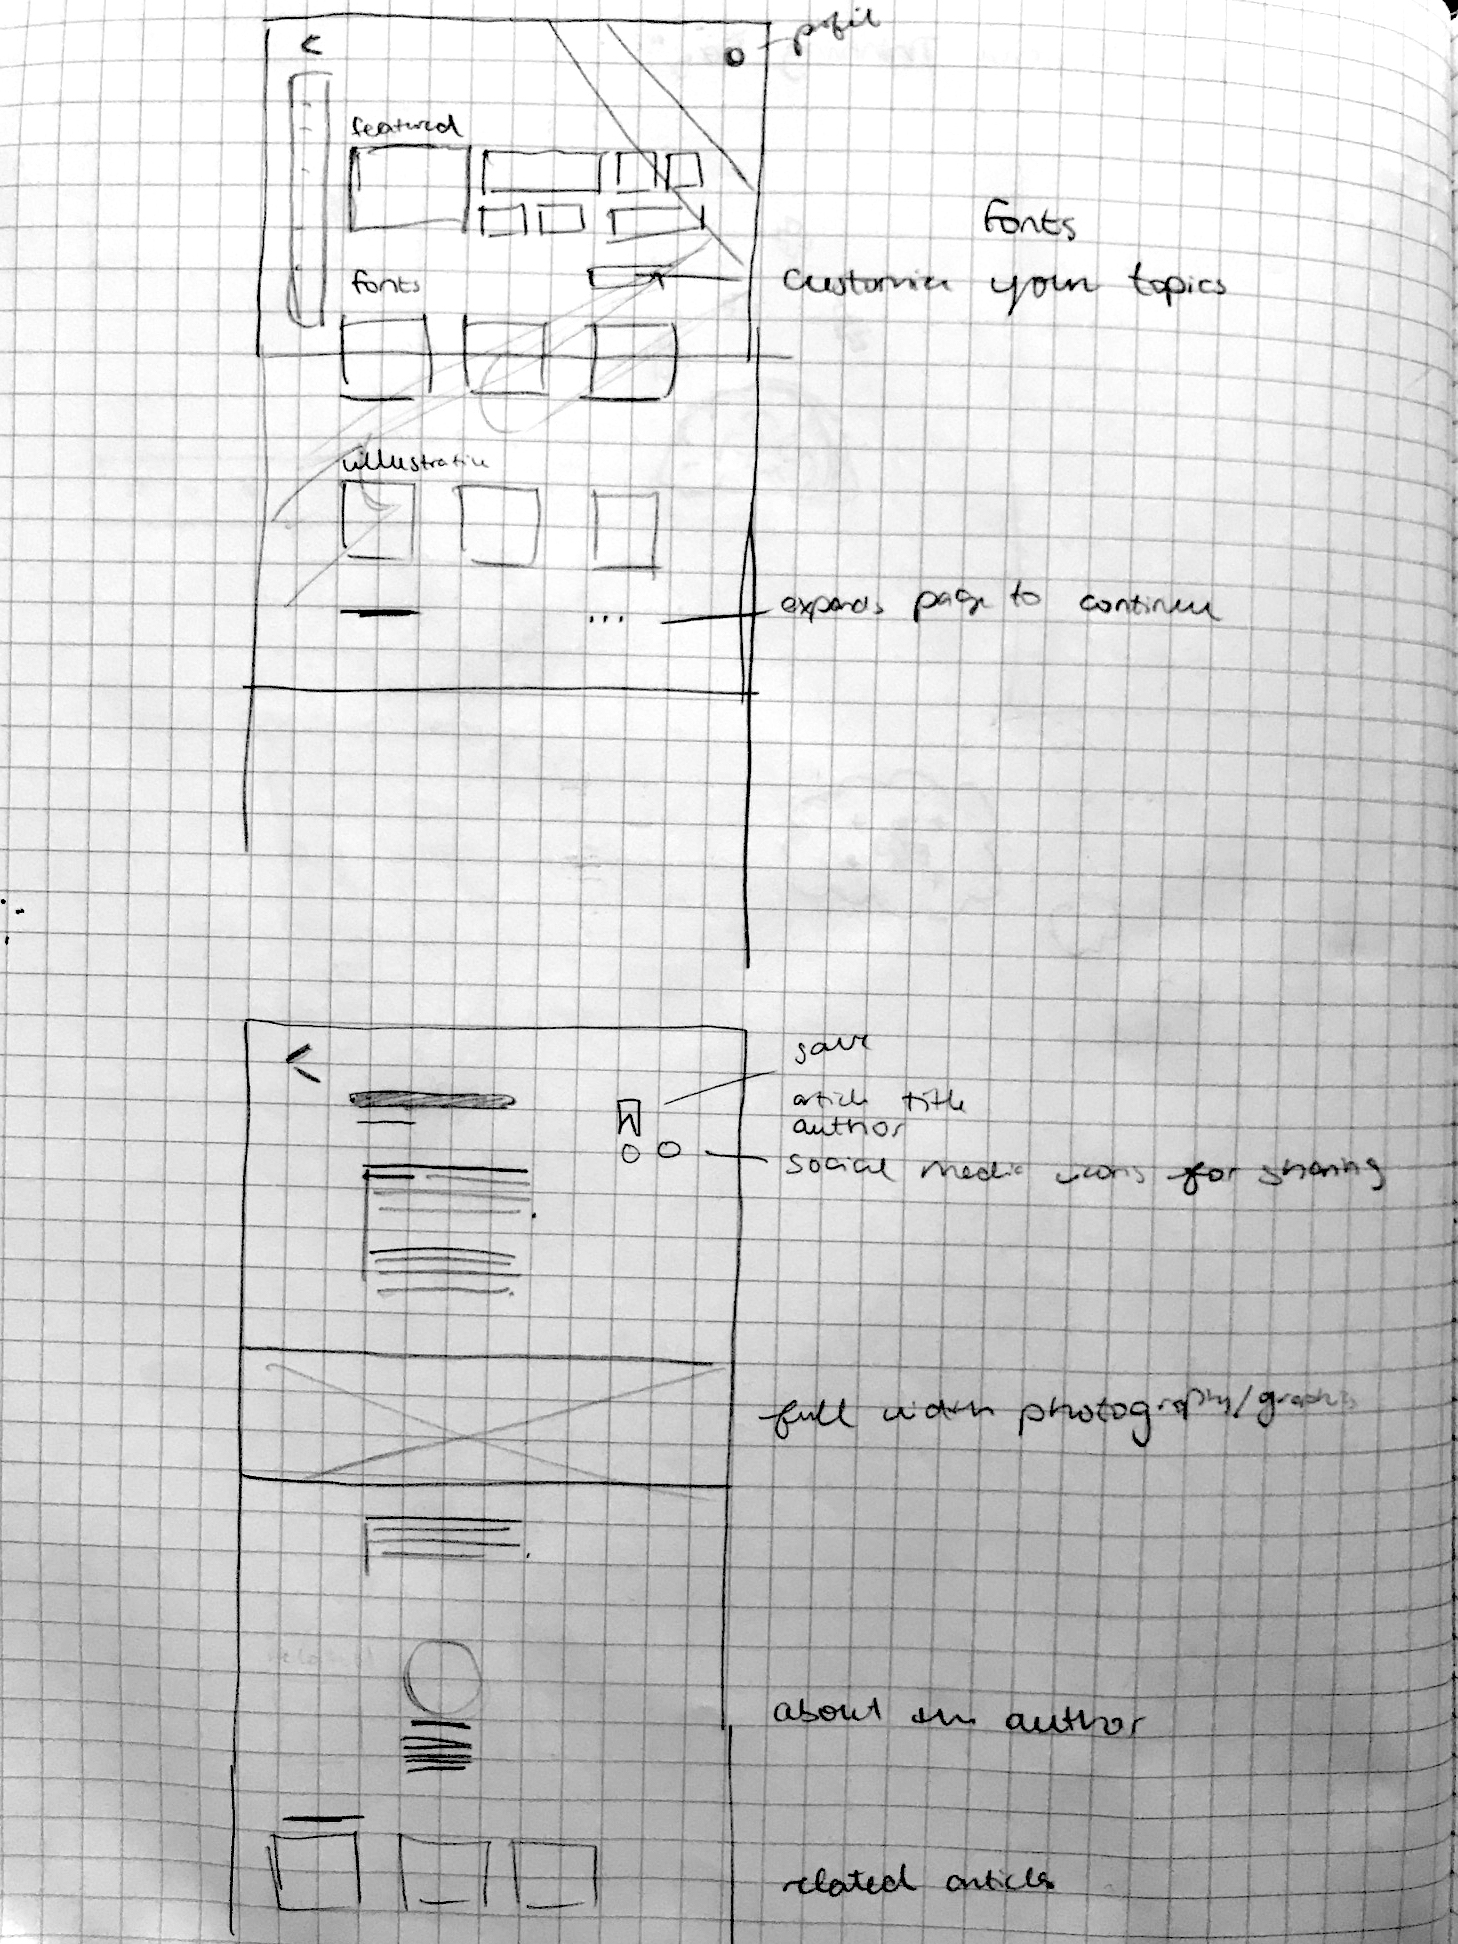 profil
featured
fonts
Fonts
customize your topics
illustration
...
expands page to continue
save
article title
author
social media icons for sharing
full width photography/graphic
about the author
related articles